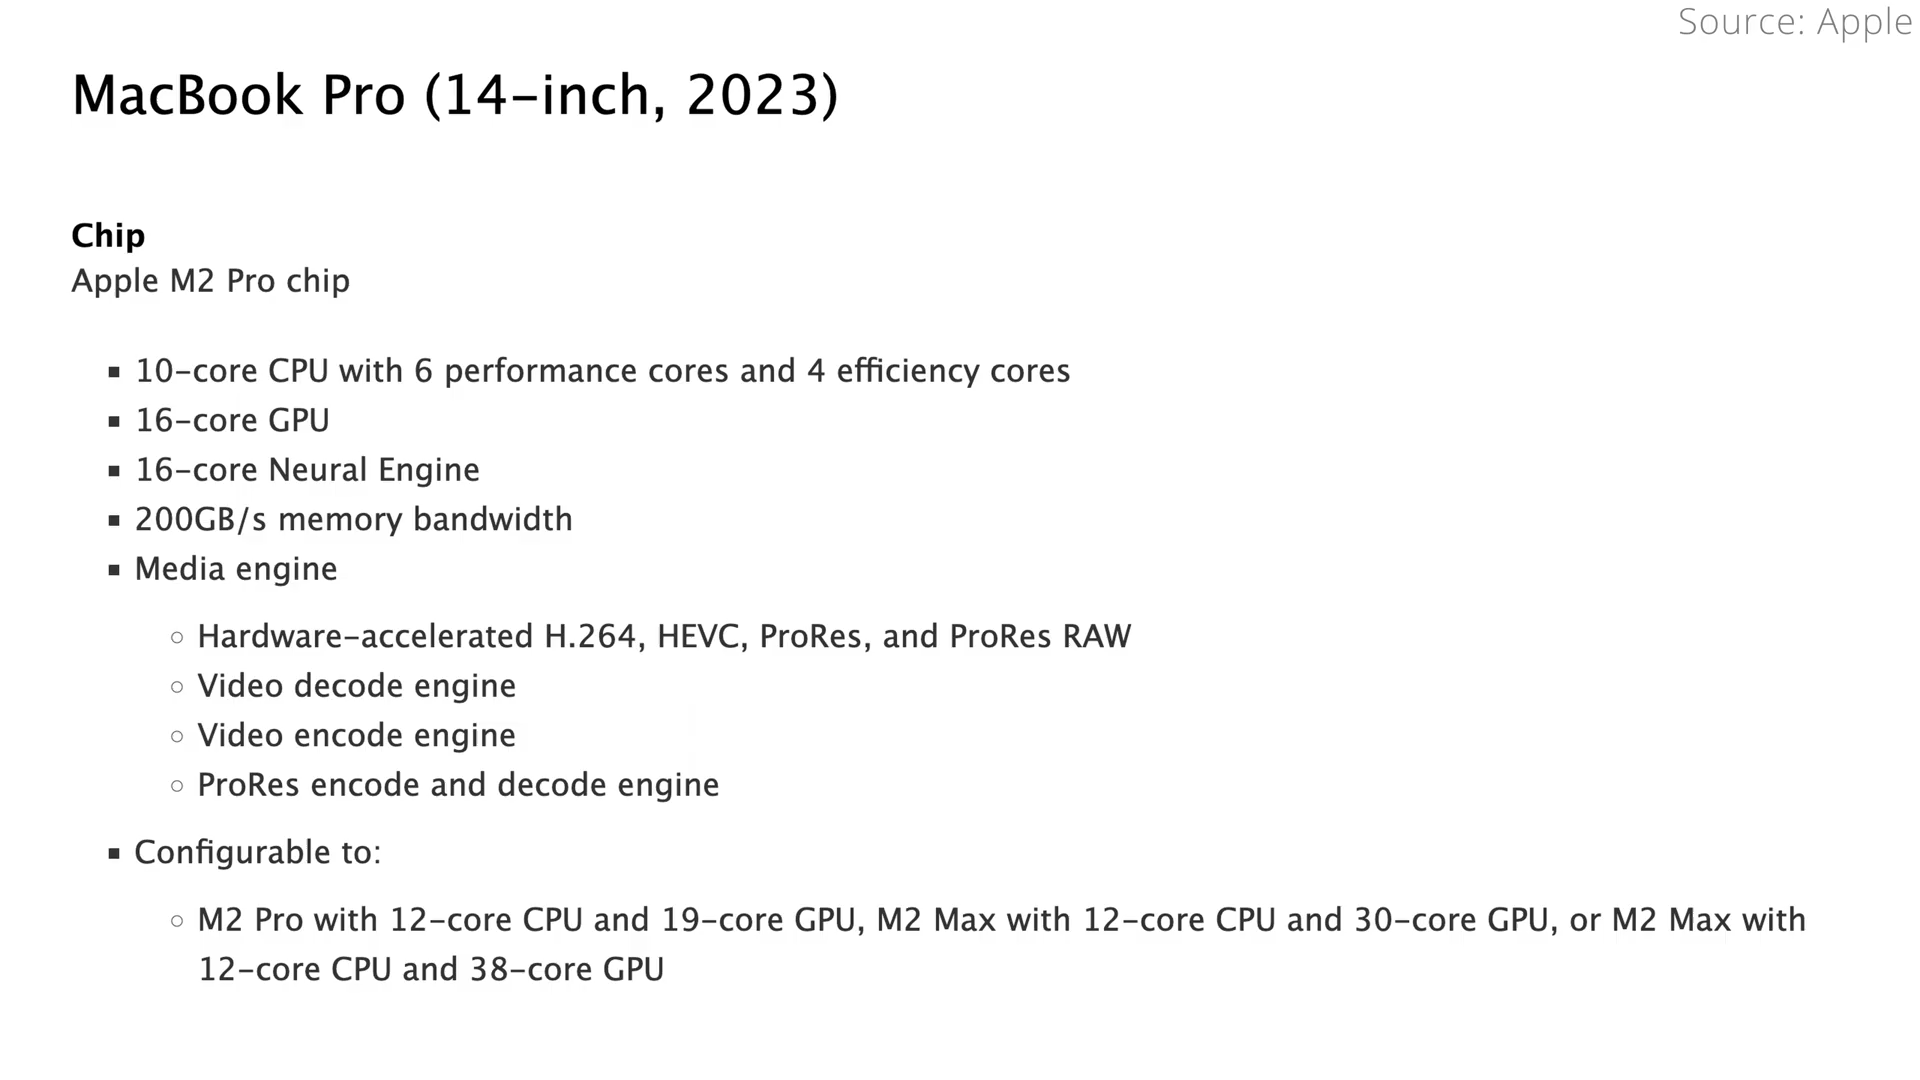 Source: Apple
MacBook Pro (14-inch, 2023)
Chip
Apple M2 Pro chip
▪ 10-core CPU with 6 performance cores and 4 efficiency cores
▪ 16-core GPU
▪ 16-core Neural Engine
▪ 200GB/s memory bandwidth
▪ Media engine
○ Hardware-accelerated H.264, HEVC, ProRes, and ProRes RAW
○ Video decode engine
○ Video encode engine
○ ProRes encode and decode engine
▪ Configurable to:
○ M2 Pro with 12-core CPU and 19-core GPU, M2 Max with 12-core CPU and 30-core GPU, or M2 Max with
12-core CPU and 38-core GPU